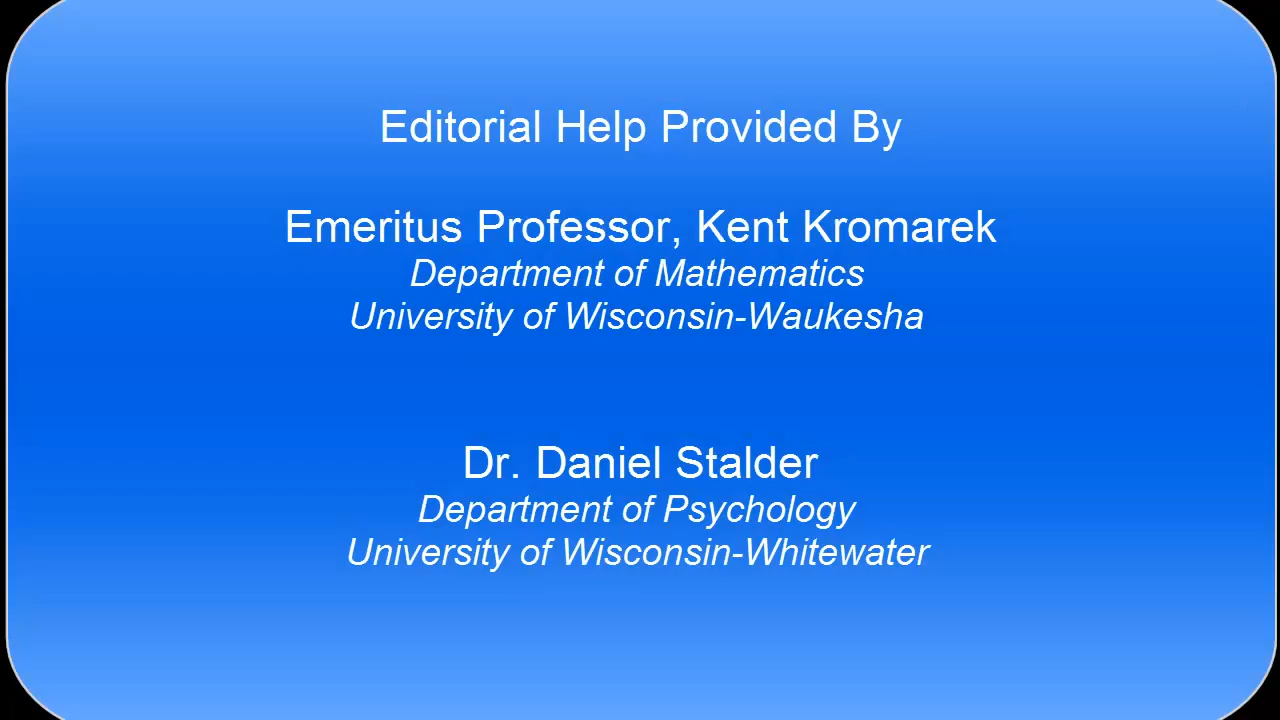 Editorial Help Provided By
Emeritus Professor, Kent Kromarek
Department of Mathematics
University of Wisconsin-Waukesha
Dr. Daniel Stalder
Department of Psychology
University of Wisconsin-Whitewater